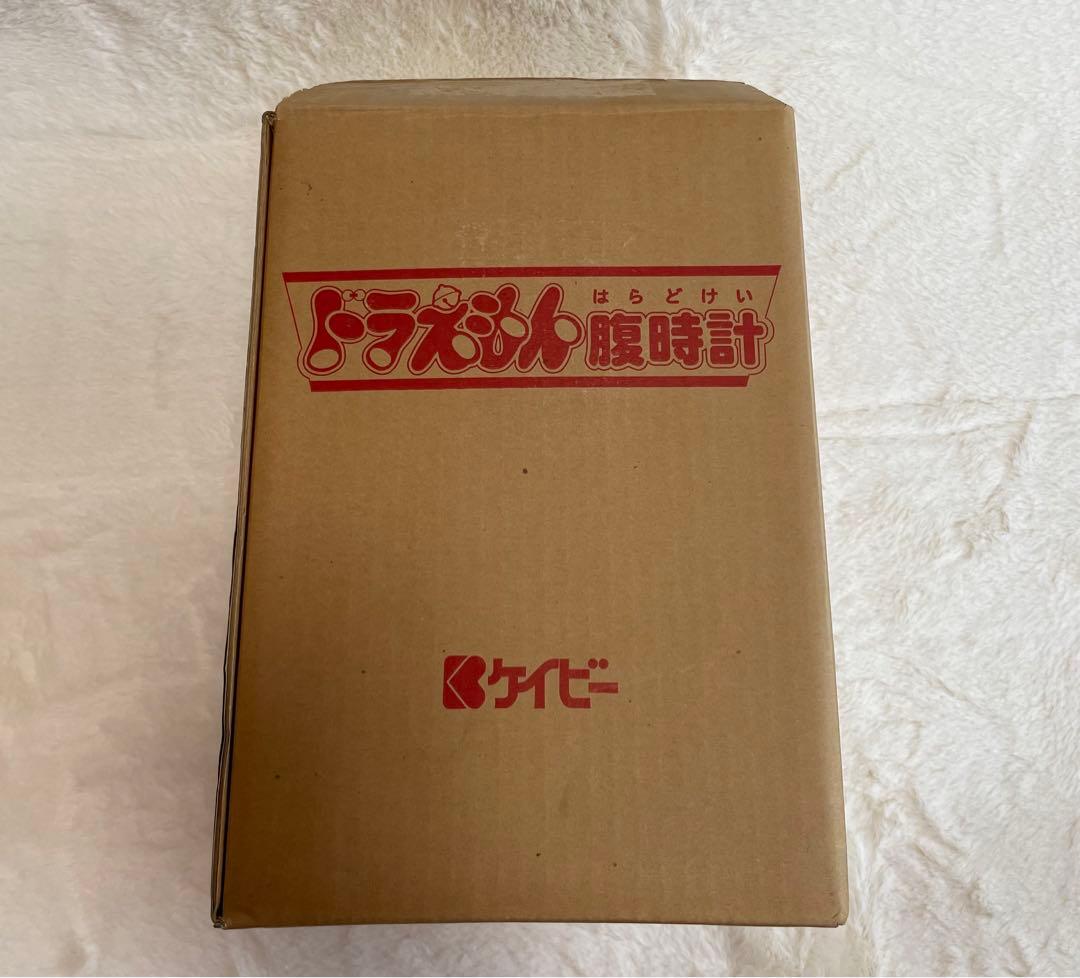 はらどけい
ドラえもん腹時計
ケイビー